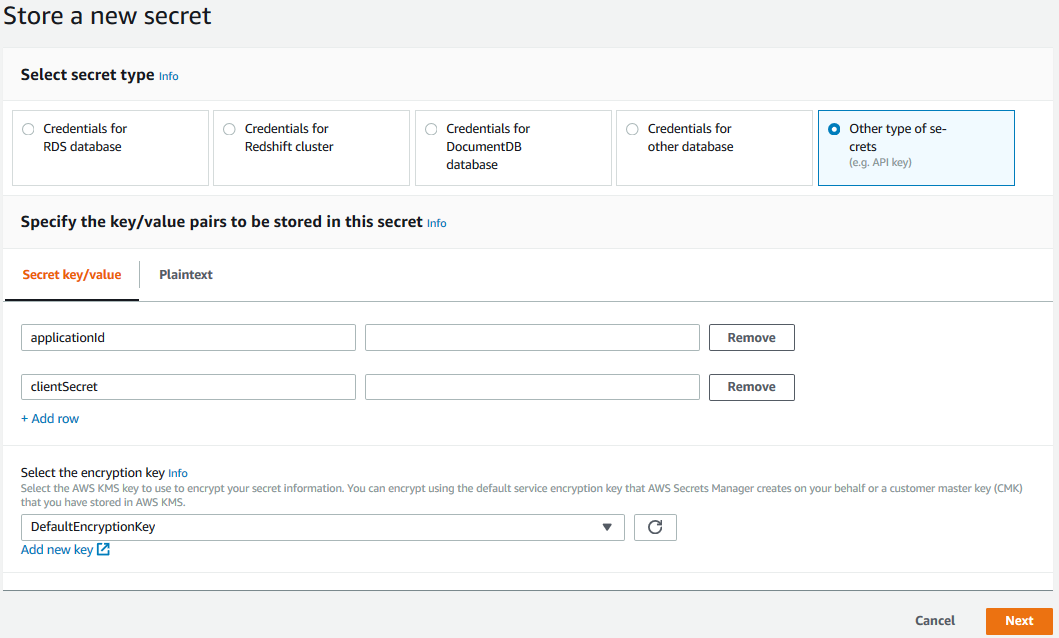 Store a new secret
Select secret type Info
Credentials for
RDS database
Credentials for
Redshift cluster
Credentials for
DocumentDB
database
Credentials for
other database
Other type of se-
crets
(e.g. API key)
Specify the key/value pairs to be stored in this secret Info
Secret key/value
Plaintext
applicationId
Remove
clientSecret
Remove
+ Add row
Select the encryption key Info
Select the AWS KMS key to use to encrypt your secret information. You can encrypt using the default service encryption key that AWS Secrets Manager creates on your behalf or a customer master key (CMK)
that you have stored in AWS KMS.
DefaultEncryptionKey
Add new key
Cancel
Next